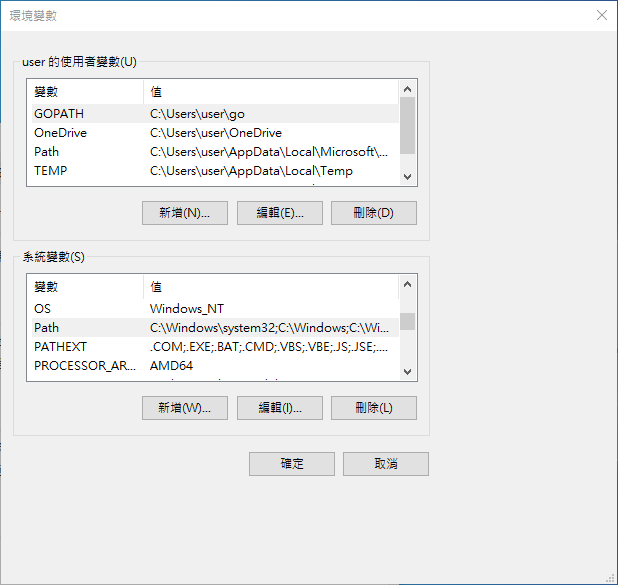 環境變數
user 的使用者變數(U)
變數 值
GOPATH C:\Users\user\go
OneDrive C:\Users\user\OneDrive
Path C:\Users\user\AppData\Local\Microsoft\...
TEMP C:\Users\user\AppData\Local\Temp
新增(N)... 編輯(E)... 刪除(D)
系統變數(S)
變數 值
OS Windows_NT
Path C:\Windows\system32;C:\Windows;C:\Wi...
PATHEXT .COM;.EXE;.BAT;.CMD;.VBS;.VBE;.JS;.JSE;....
PROCESSOR_AR... AMD64
新增(W)... 編輯(I)... 刪除(L)
確定 取消